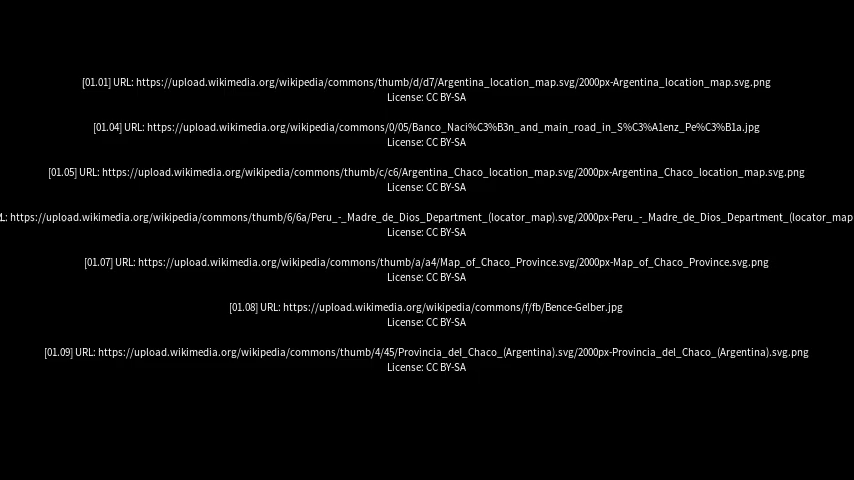 [01.01] URL: https://upload.wikimedia.org/wikipedia/commons/thumb/d/d7/Argentina_location_map.svg/2000px-Argentina_location_map.svg.png
License: CC BY-SA
[01.04] URL: https://upload.wikimedia.org/wikipedia/commons/0/05/Banco_Naci%C3%B3n_and_main_road_in_S%C3%A1enz_Pe%C3%B1a.jpg
License: CC BY-SA
[01.05] URL: https://upload.wikimedia.org/wikipedia/commons/thumb/c/c6/Argentina_Chaco_location_map.svg/2000px-Argentina_Chaco_location_map.svg.png
License: CC BY-SA
L: https://upload.wikimedia.org/wikipedia/commons/thumb/6/6a/Peru_-_Madre_de_Dios_Department_(locator_map).svg/2000px-Peru_-_Madre_de_Dios_Department_(locator_map
License: CC BY-SA
[01.07] URL: https://upload.wikimedia.org/wikipedia/commons/thumb/a/a4/Map_of_Chaco_Province.svg/2000px-Map_of_Chaco_Province.svg.png
License: CC BY-SA
[01.08] URL: https://upload.wikimedia.org/wikipedia/commons/f/fb/Bence-Gelber.jpg
License: CC BY-SA
[01.09] URL: https://upload.wikimedia.org/wikipedia/commons/thumb/4/45/Provincia_del_Chaco_(Argentina).svg/2000px-Provincia_del_Chaco_(Argentina).svg.png
License: CC BY-SA